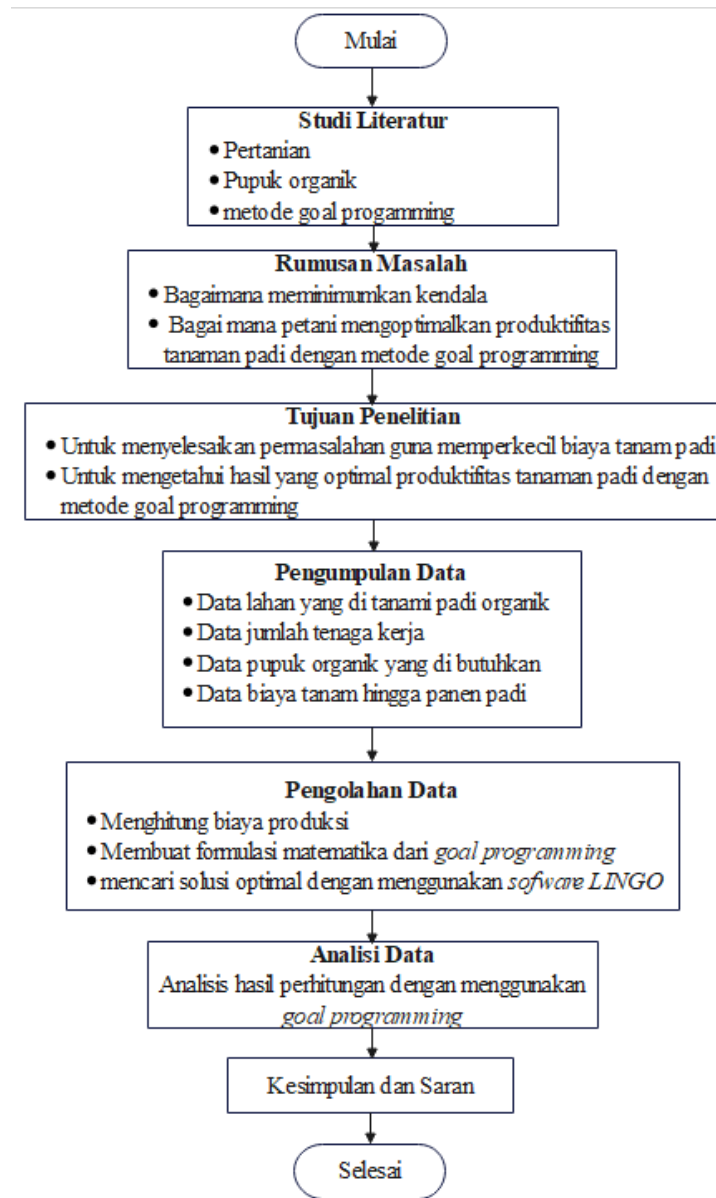 Mulai
Studi Literatur
• Pertanian
• Pupuk organik
• metode goal progamming
Rumusan Masalah
• Bagaimana meminimumkan kendala
• Bagai mana petani mengoptimalkan produktifitas
tanaman padi dengan metode goal programming
Tujuan Penelitian
• Untuk menyelesaikan permasalahan guna memperkecil biaya tanam padi
• Untuk mengetahui hasil yang optimal produktifitas tanaman padi dengan
metode goal programming
Pengumpulan Data
• Data lahan yang di tanami padi organik
• Data jumlah tenaga kerja
• Data pupuk organik yang di butuhkan
• Data biaya tanam hingga panen padi
Pengolahan Data
• Menghitung biaya produksi
• Membuat formulasi matematika dari goal programming
• mencari solusi optimal dengan menggunakan sofware LINGO
Analisi Data
Analisis hasil perhitungan dengan menggunakan
goal programming
Kesimpulan dan Saran
Selesai